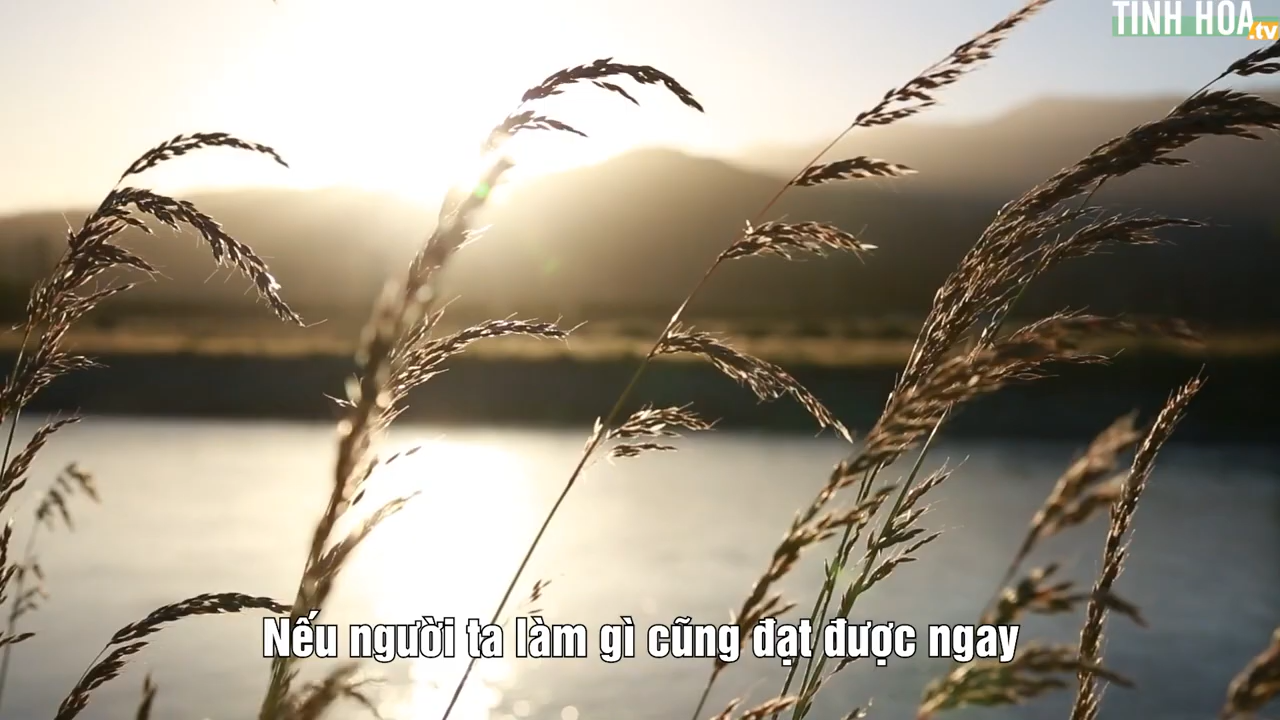 TINH HOA
.tv
Nếu người ta làm gì cũng đạt được ngay